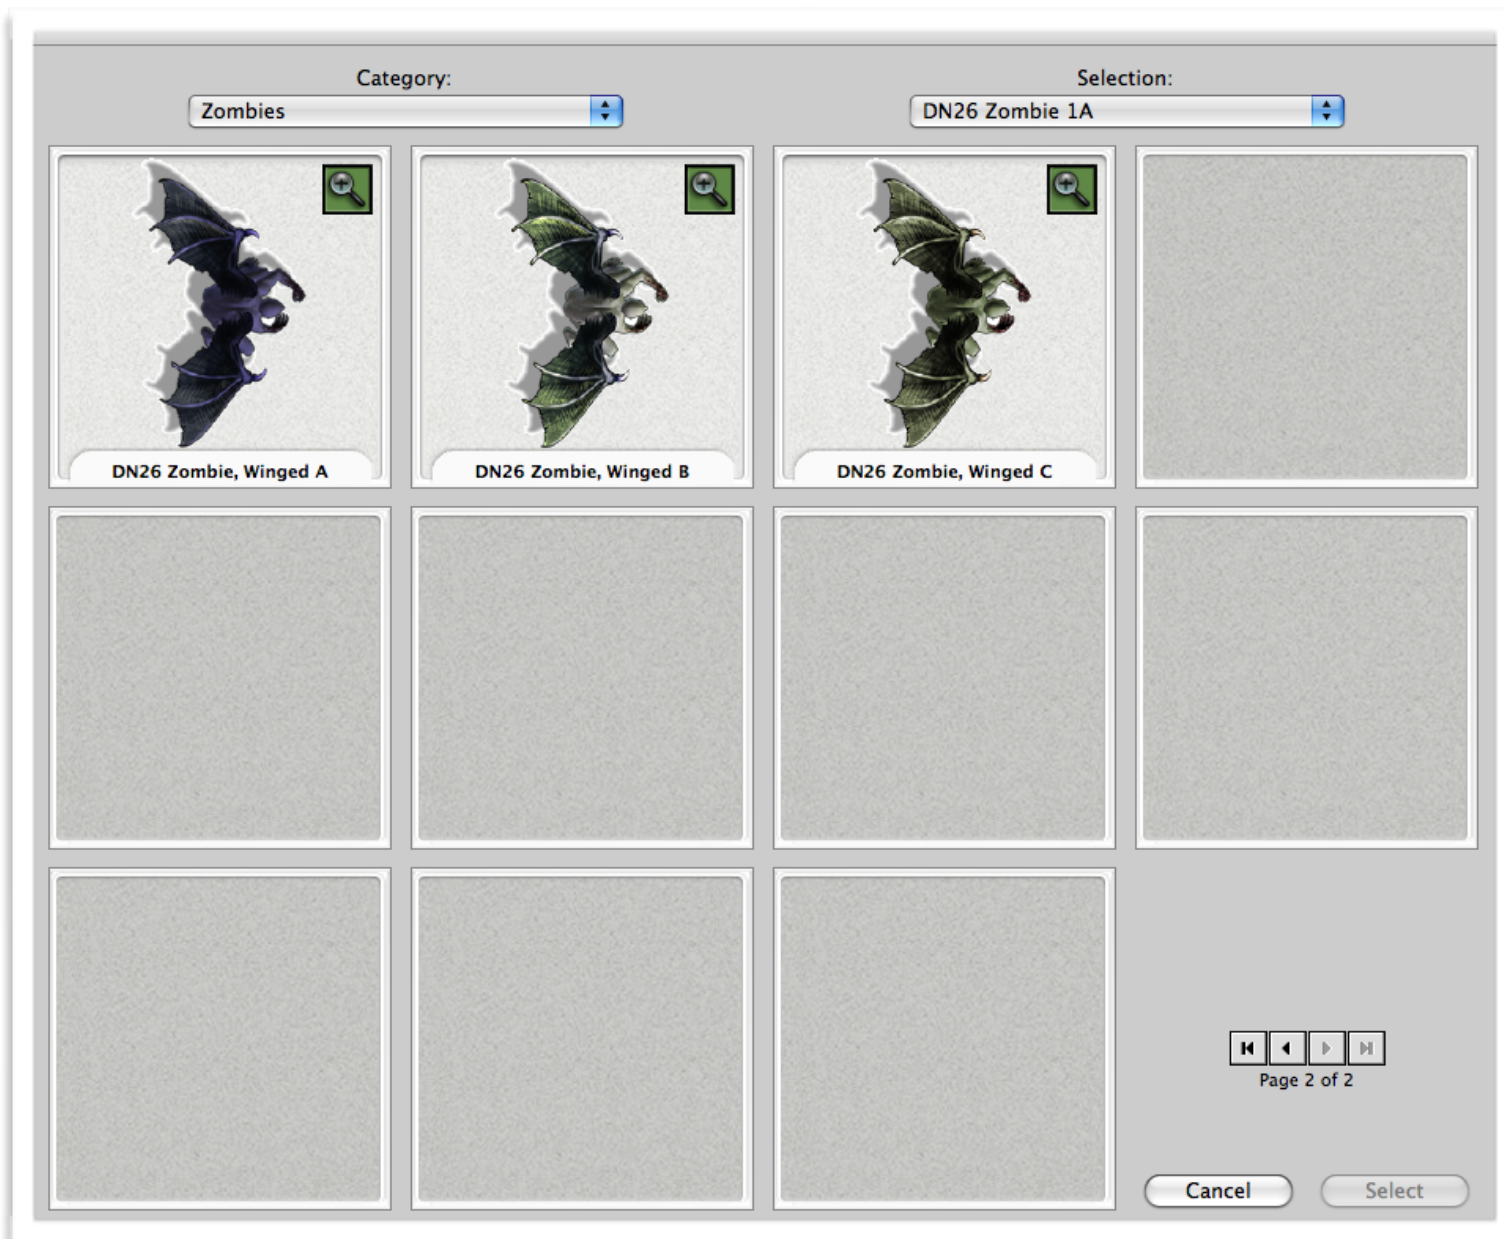 Category:
Selection:
Zombies
DN26 Zombie 1A
DN26 Zombie, Winged A
DN26 Zombie, Winged B
DN26 Zombie, Winged C
Page 2 of 2
Cancel
Select